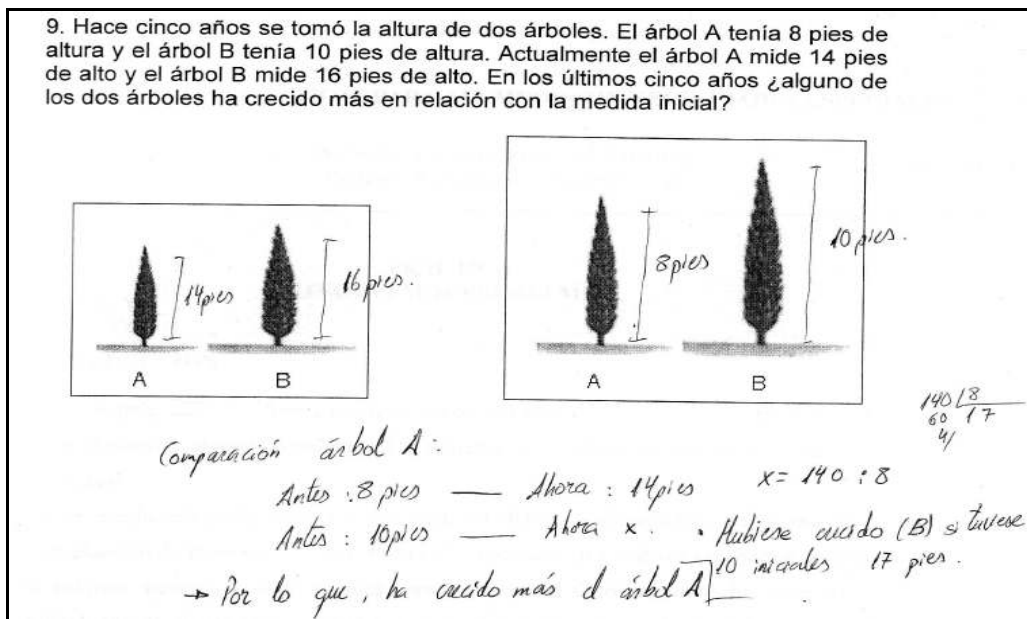 9. Hace cinco años se tomó la altura de dos árboles. El árbol A tenía 8 pies de
altura y el árbol B tenía 10 pies de altura. Actualmente el árbol A mide 14 pies
de alto y el árbol B mide 16 pies de alto. En los últimos cinco años ¿alguno de
los dos árboles ha crecido más en relación con la medida inicial?
14 pies
16 pies.
A
B
8 pies
10 pies.
A
B
140 | 8
60 17
4/
Comparación árbol A:
Antes : 8 pies — Ahora : 14 pies x = 140 : 8
Antes : 10 pies — Ahora x . • Hubiese crecido (B) si tuviese
10 iniciales 17 pies.
→ Por lo que, ha crecido más el árbol A